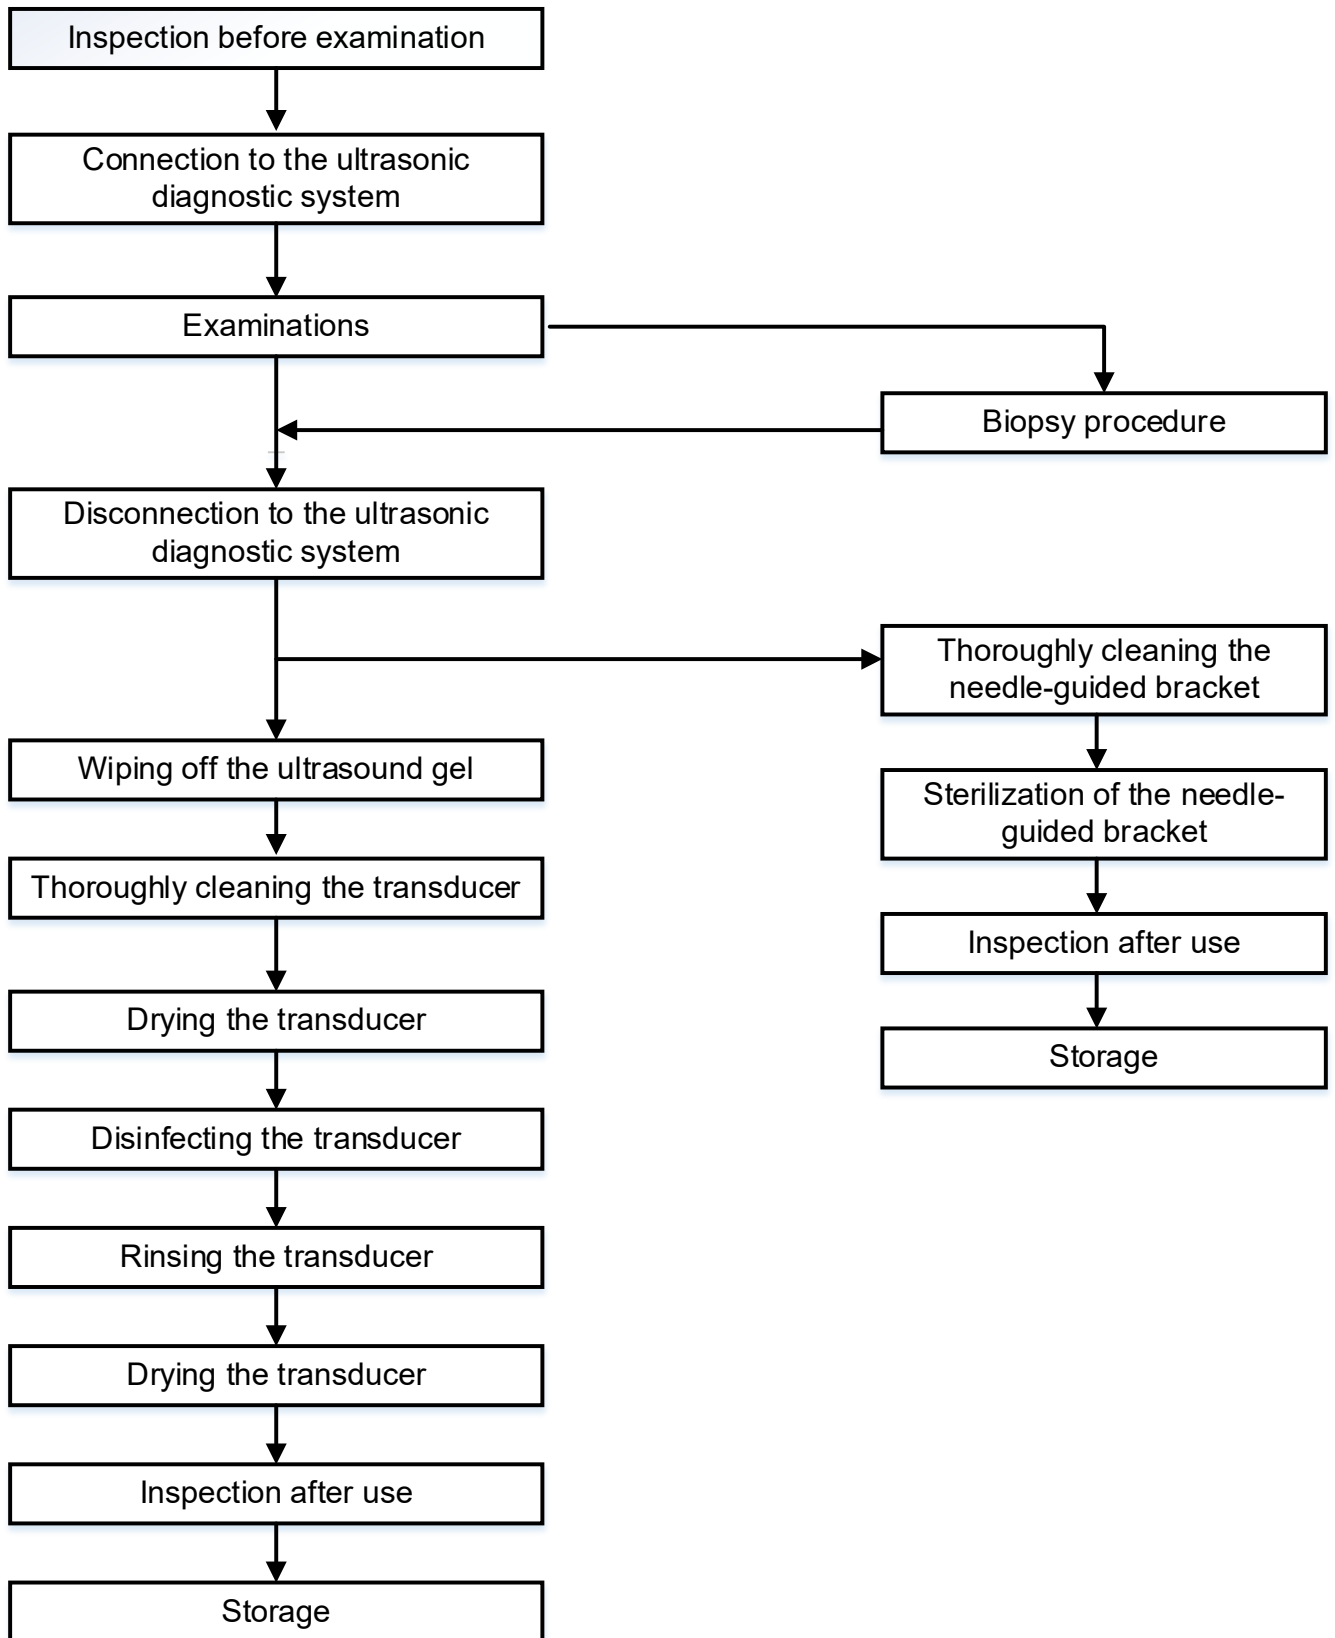 Inspection before examination
Connection to the ultrasonic
diagnostic system
Examinations
Biopsy procedure
Disconnection to the ultrasonic
diagnostic system
Wiping off the ultrasound gel
Thoroughly cleaning the transducer
Drying the transducer
Disinfecting the transducer
Rinsing the transducer
Drying the transducer
Inspection after use
Storage
Thoroughly cleaning the
needle-guided bracket
Sterilization of the needle-
guided bracket
Inspection after use
Storage